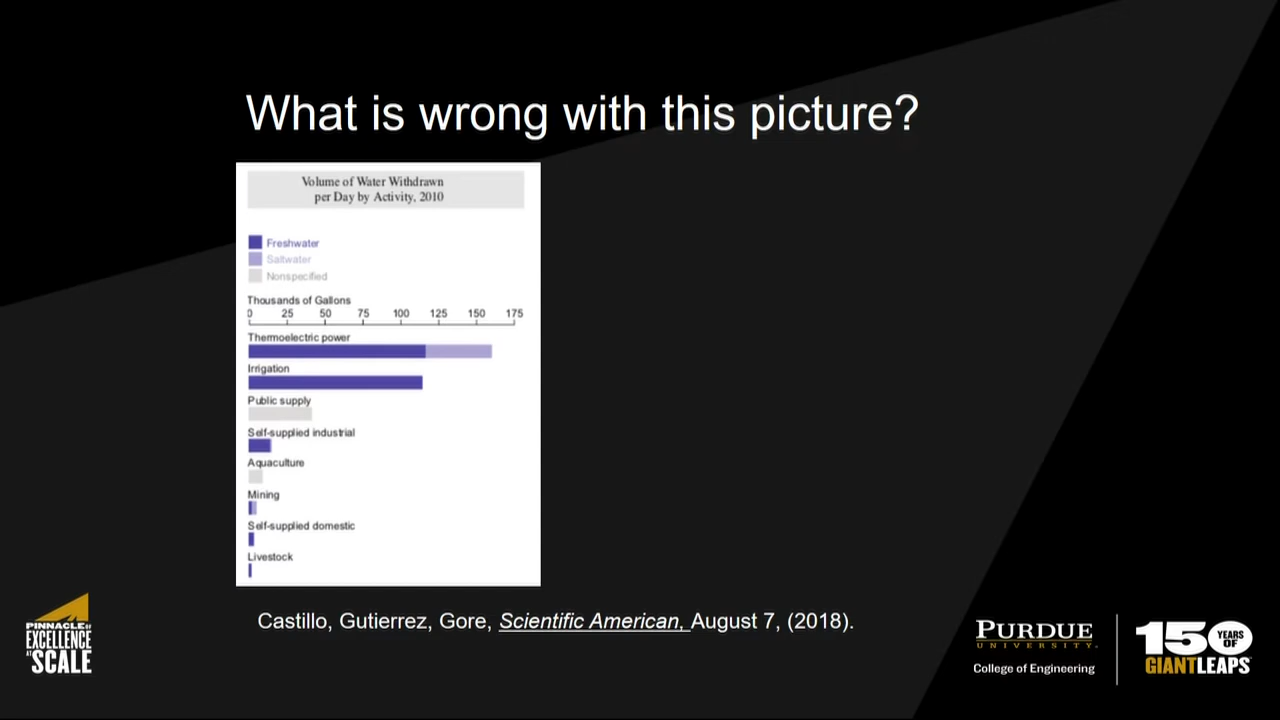 What is wrong with this picture?
Volume of Water Withdrawn
per Day by Activity, 2010
Freshwater
Saltwater
Nonspecified
Thousands of Gallons
0 25 50 75 100 125 150 175
Thermoelectric power
Irrigation
Public supply
Self-supplied industrial
Aquaculture
Mining
Self-supplied domestic
Livestock
Castillo, Gutierrez, Gore, Scientific American, August 7, (2018).
PINNACLE OF
EXCELLENCE
AT SCALE
PURDUE
UNIVERSITY.
College of Engineering
150 YEARS OF
GIANTLEAPS